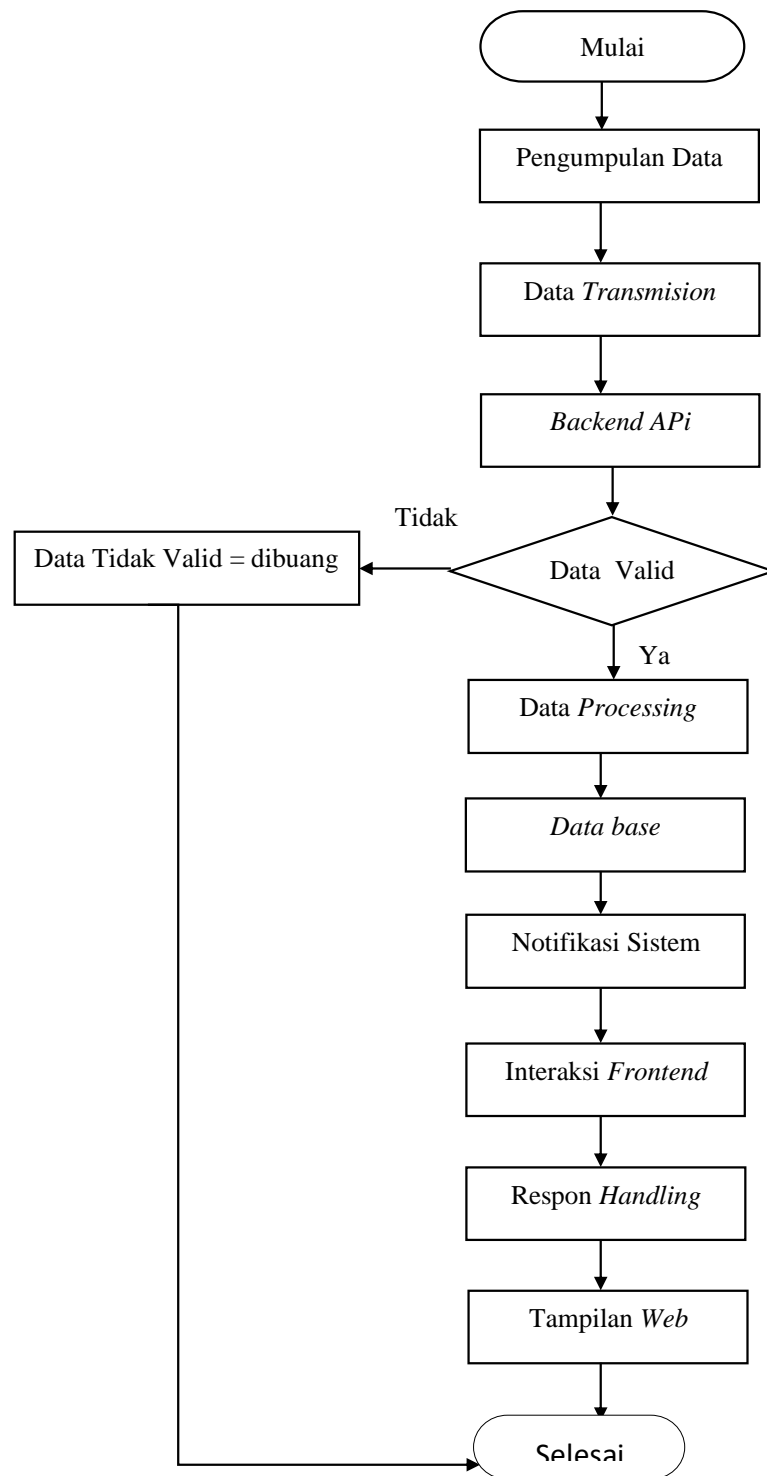 Mulai
Pengumpulan Data
Data Transmision
Backend APi
Tidak
Data Tidak Valid = dibuang
Data Valid
Ya
Data Processing
Data base
Notifikasi Sistem
Interaksi Frontend
Respon Handling
Tampilan Web
Selesai